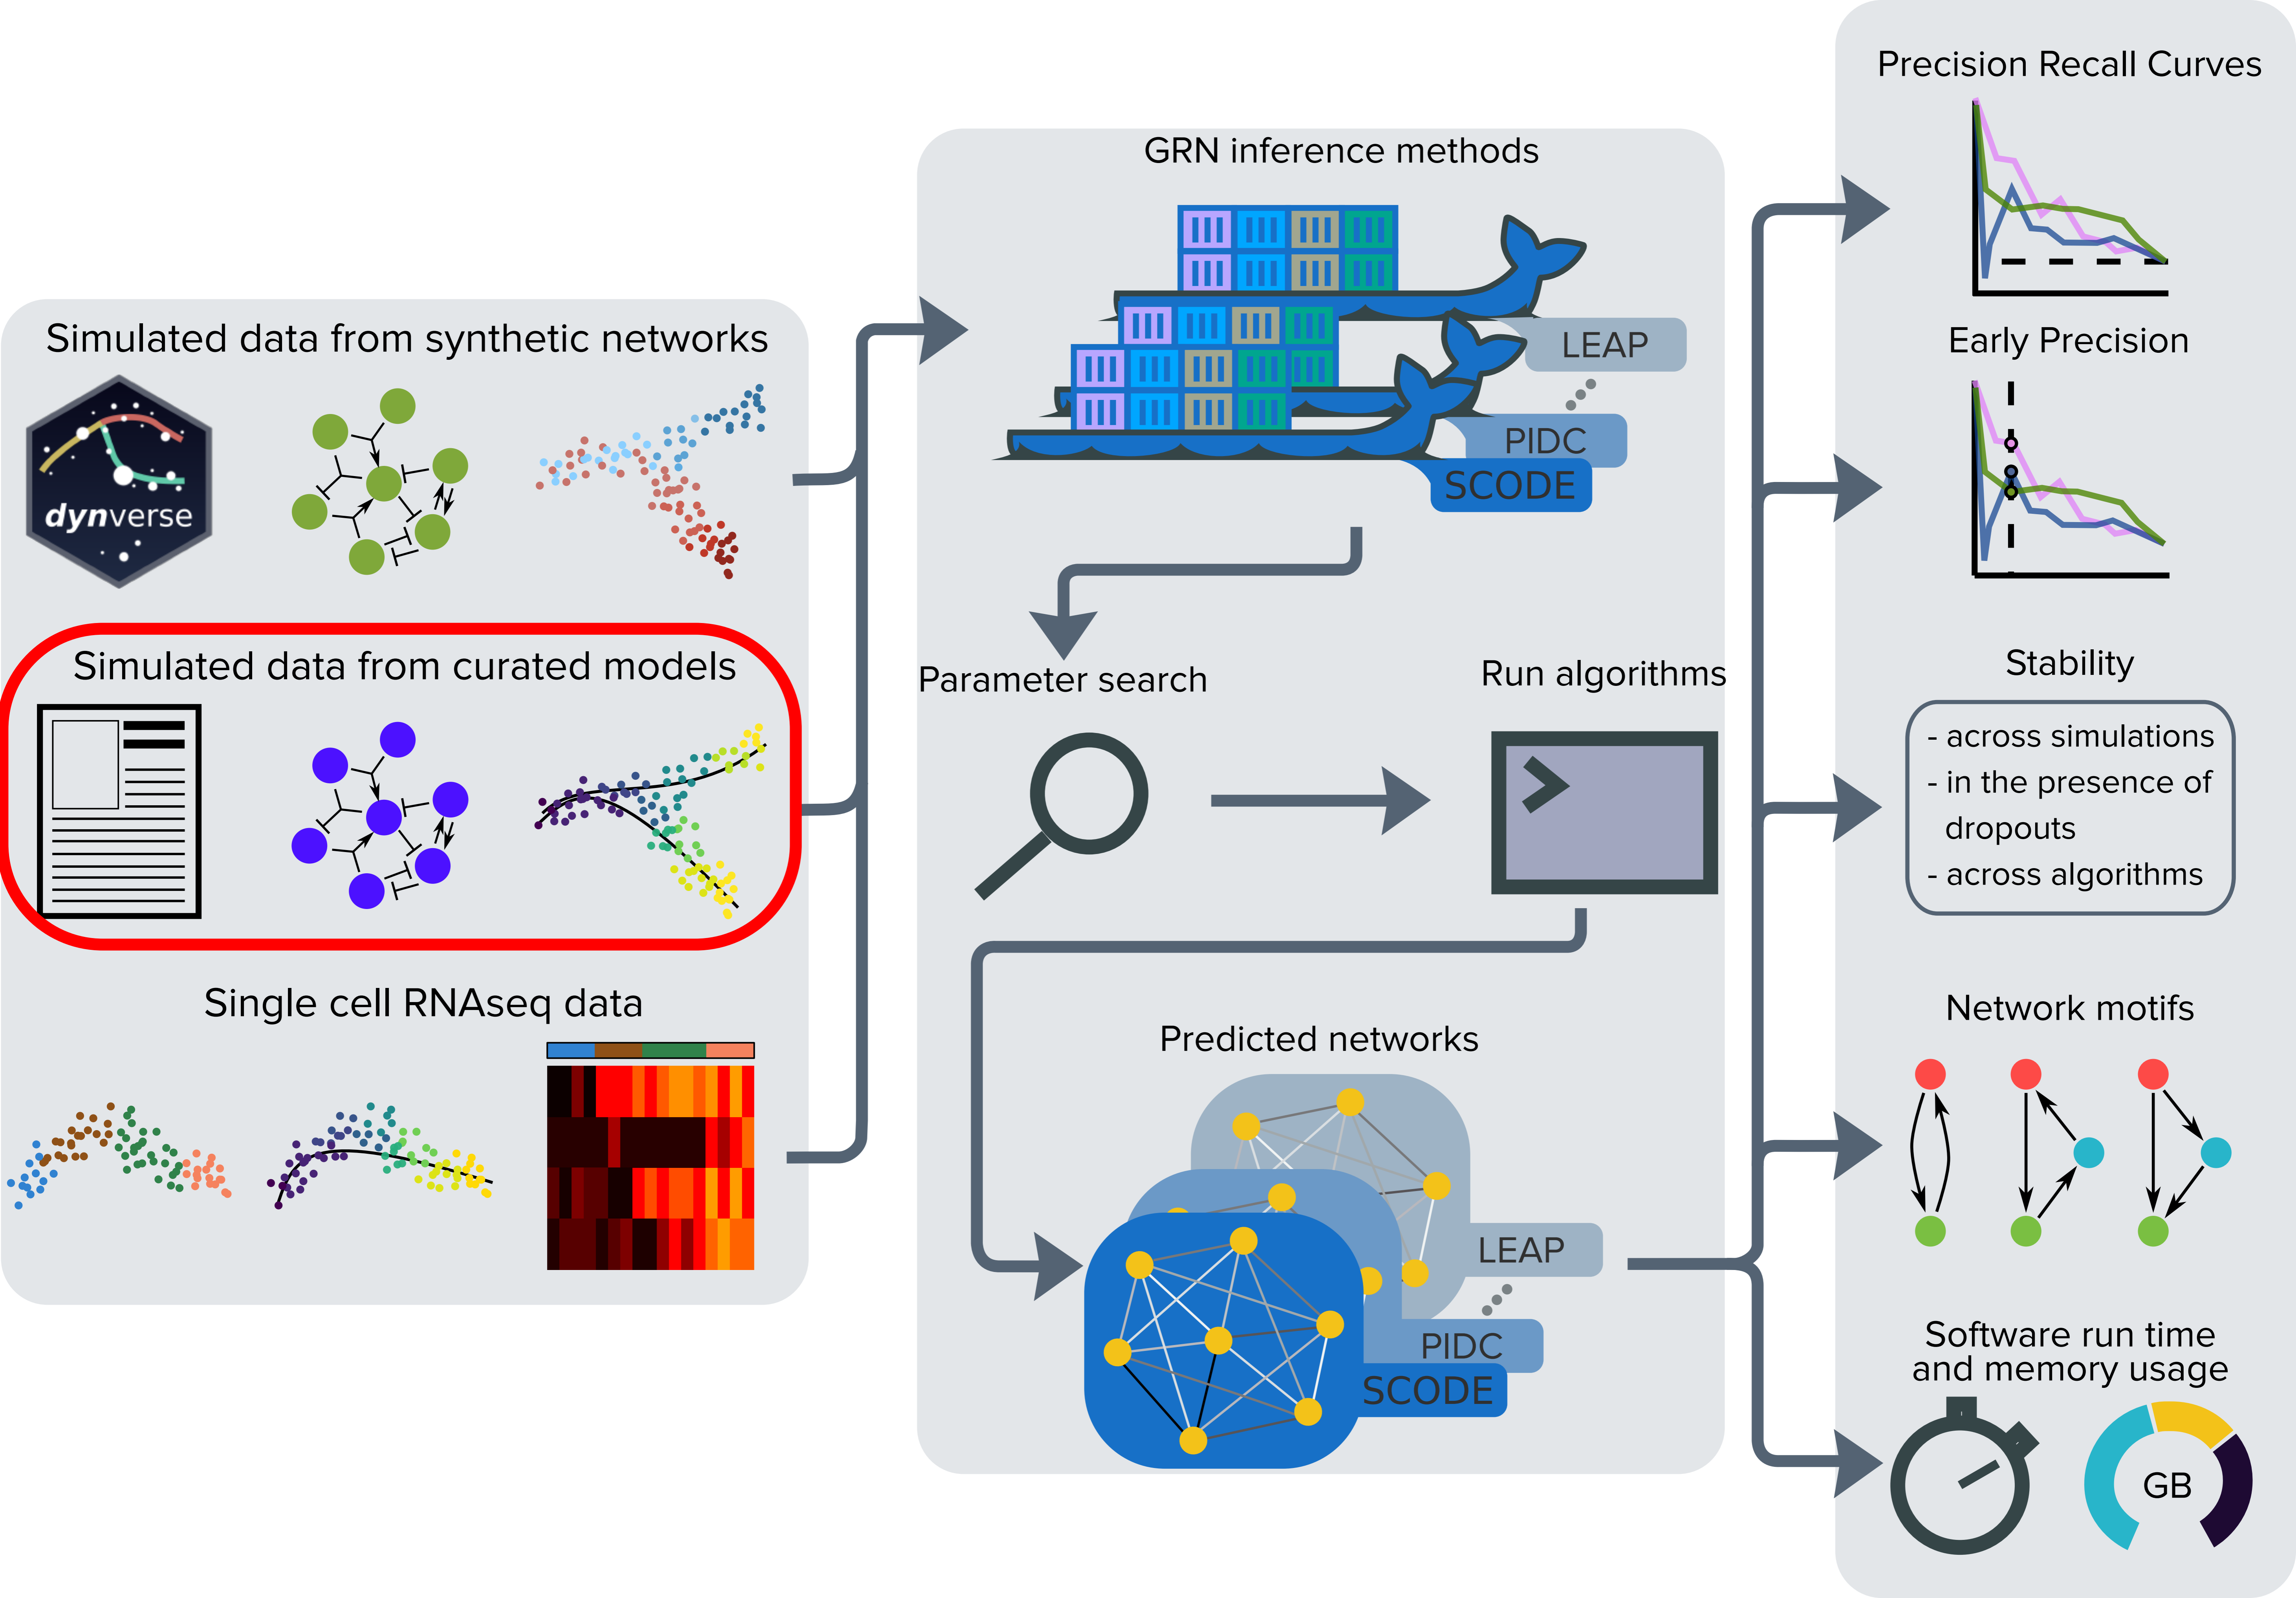 Simulated data from synthetic networks
dynverse
Simulated data from curated models
Single cell RNAseq data
GRN inference methods
LEAP
PIDC
SCODE
Parameter search
Run algorithms
Predicted networks
LEAP
PIDC
SCODE
Precision Recall Curves
Early Precision
Stability
- across simulations
- in the presence of
dropouts
- across algorithms
Network motifs
Software run time
and memory usage
GB